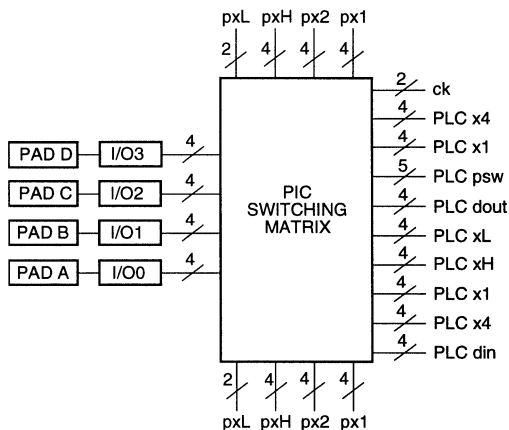 pxL pxH px2 px1
2 4 4 4
2 ck
4 PLC x4
4 PLC x1
5 PLC psw
4 PLC dout
4 PLC xL
4 PLC xH
4 PLC x1
4 PLC x4
4 PLC din
PAD D I/O3 4
PAD C I/O2 4
PAD B I/O1 4
PAD A I/O0 4
PIC
SWITCHING
MATRIX
2 4 4 4
pxL pxH px2 px1